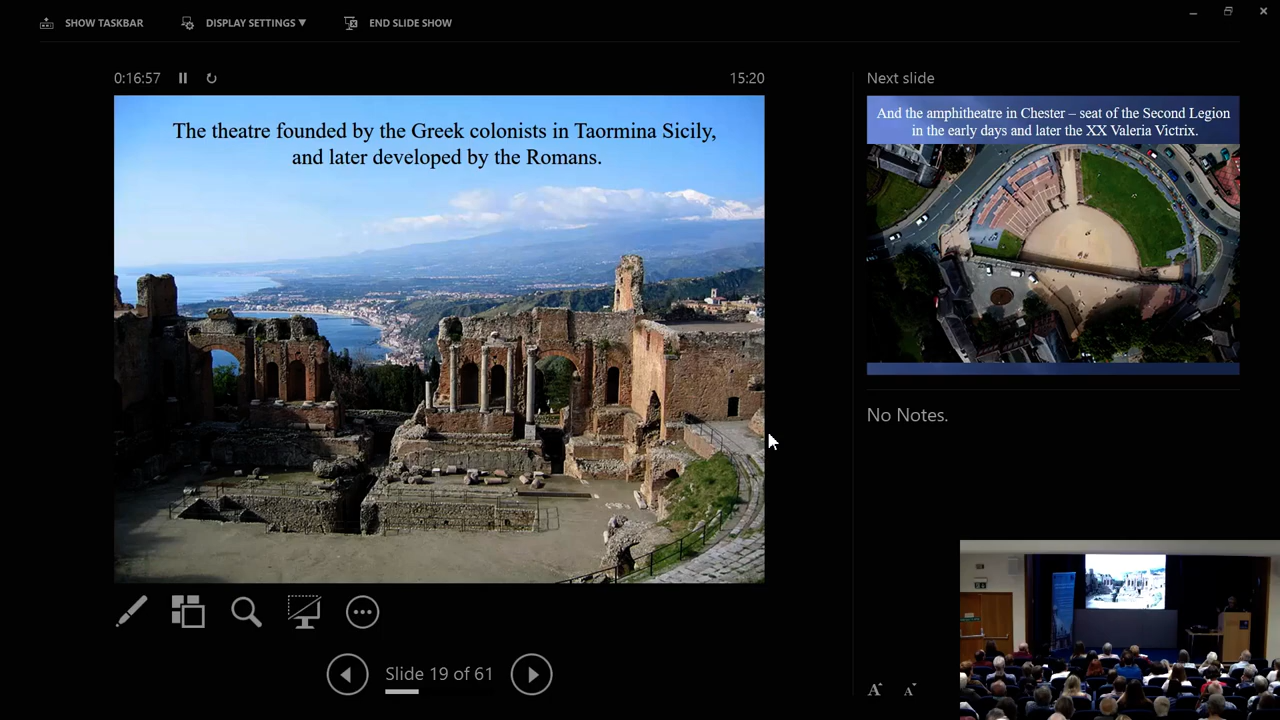 SHOW TASKBAR
DISPLAY SETTINGS ▼
END SLIDE SHOW
0:16:57
15:20
Next slide
The theatre founded by the Greek colonists in Taormina Sicily,
and later developed by the Romans.
And the amphitheatre in Chester – seat of the Second Legion
in the early days and later the XX Valeria Victrix.
No Notes.
Slide 19 of 61
A
A